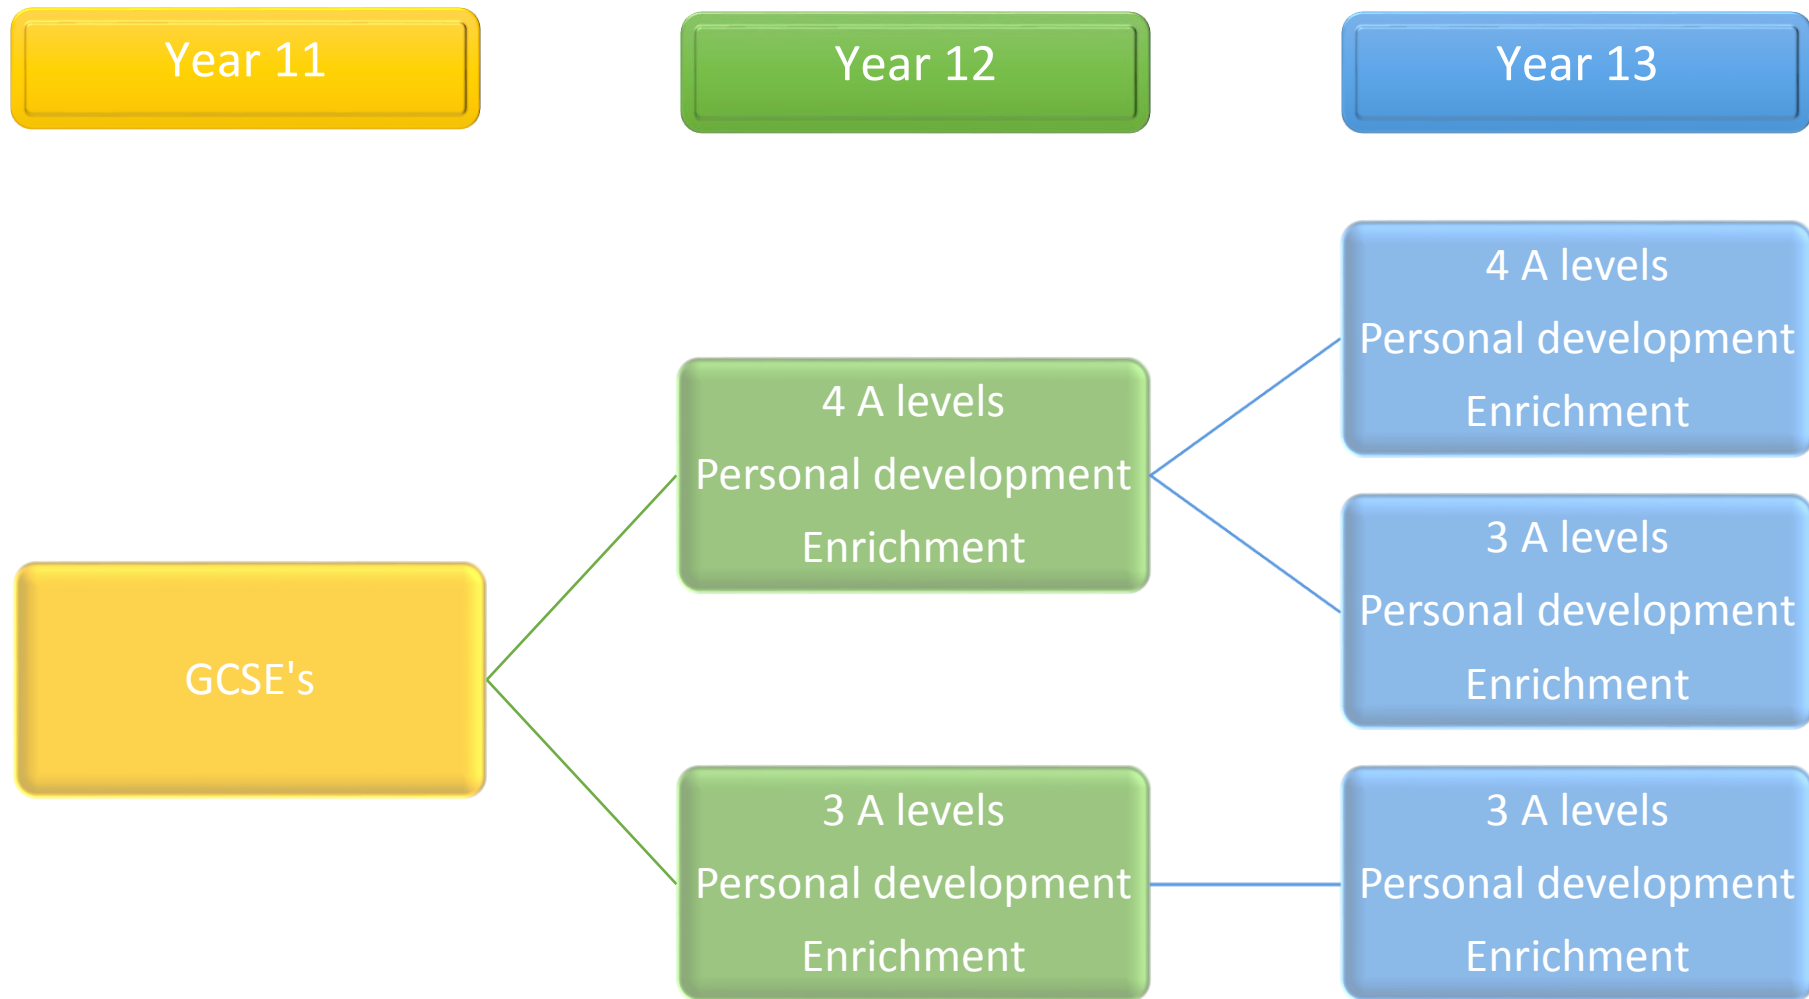 Year 11
Year 12
Year 13
GCSE's
4 A levels
Personal development
Enrichment
3 A levels
Personal development
Enrichment
4 A levels
Personal development
Enrichment
3 A levels
Personal development
Enrichment
3 A levels
Personal development
Enrichment